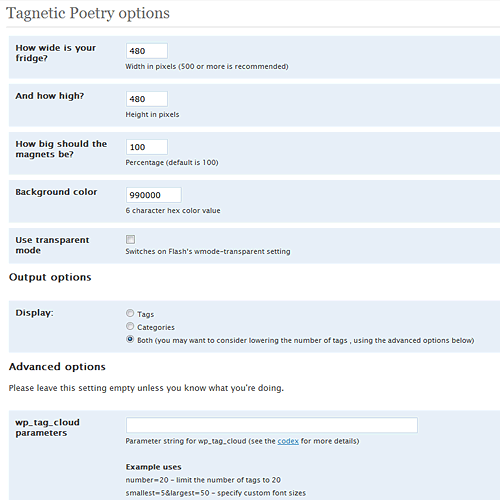 Tagnetic Poetry options
How wide is your
fridge?
480
Width in pixels (500 or more is recommended)
And how high?
480
Height in pixels
How big should the
magnets be?
100
Percentage (default is 100)
Background color
990000
6 character hex color value
Use transparent
mode
Switches on Flash's wmode-transparent setting
Output options
Display:
Tags
Categories
Both (you may want to consider lowering the number of tags , using the advanced options below)
Advanced options
Please leave this setting empty unless you know what you're doing.
wp_tag_cloud
parameters
Parameter string for wp_tag_cloud (see the codex for more details)
Example uses
number=20 – limit the number of tags to 20
smallest=5&largest=50 – specify custom font sizes